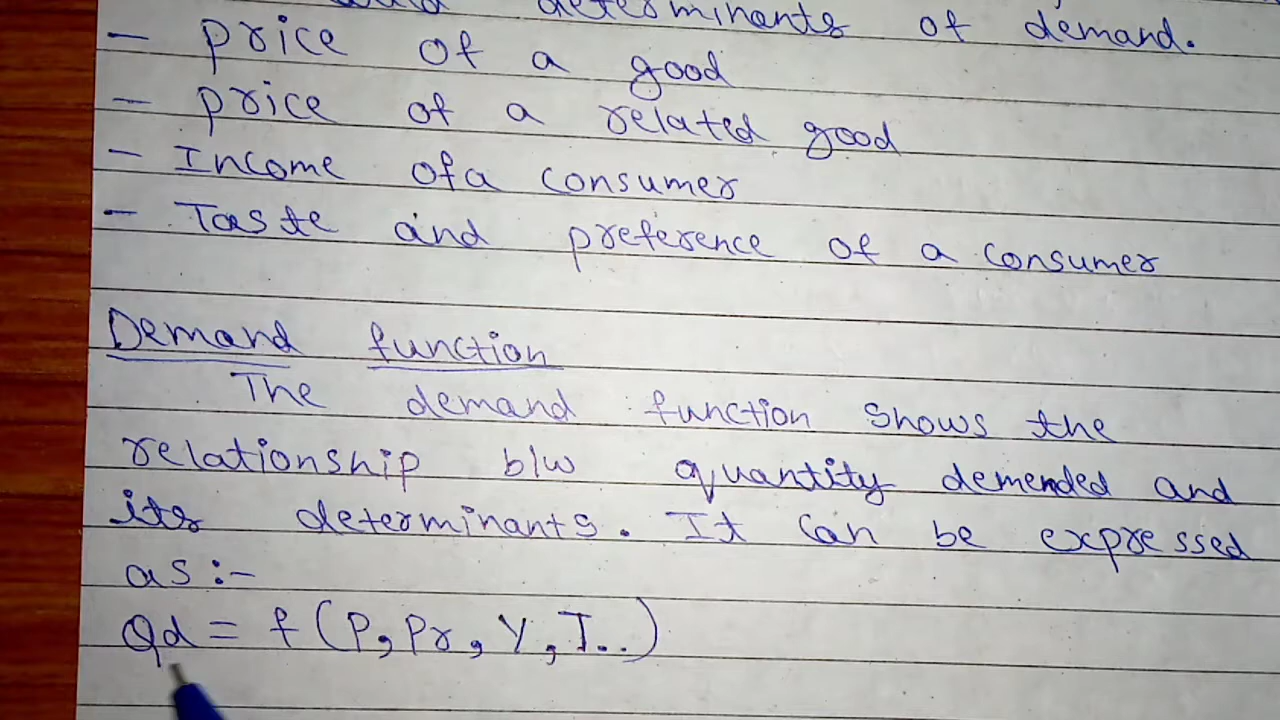 determinants of demand.
- price of a good
- price of a related good
- Income of a consumer
- Taste and preference of a consumer
Demand function
The demand function shows the
relationship b/w quantity demended and
its determinants. It can be expressed
as :-
Qd = f (P, Pr, Y, T..)